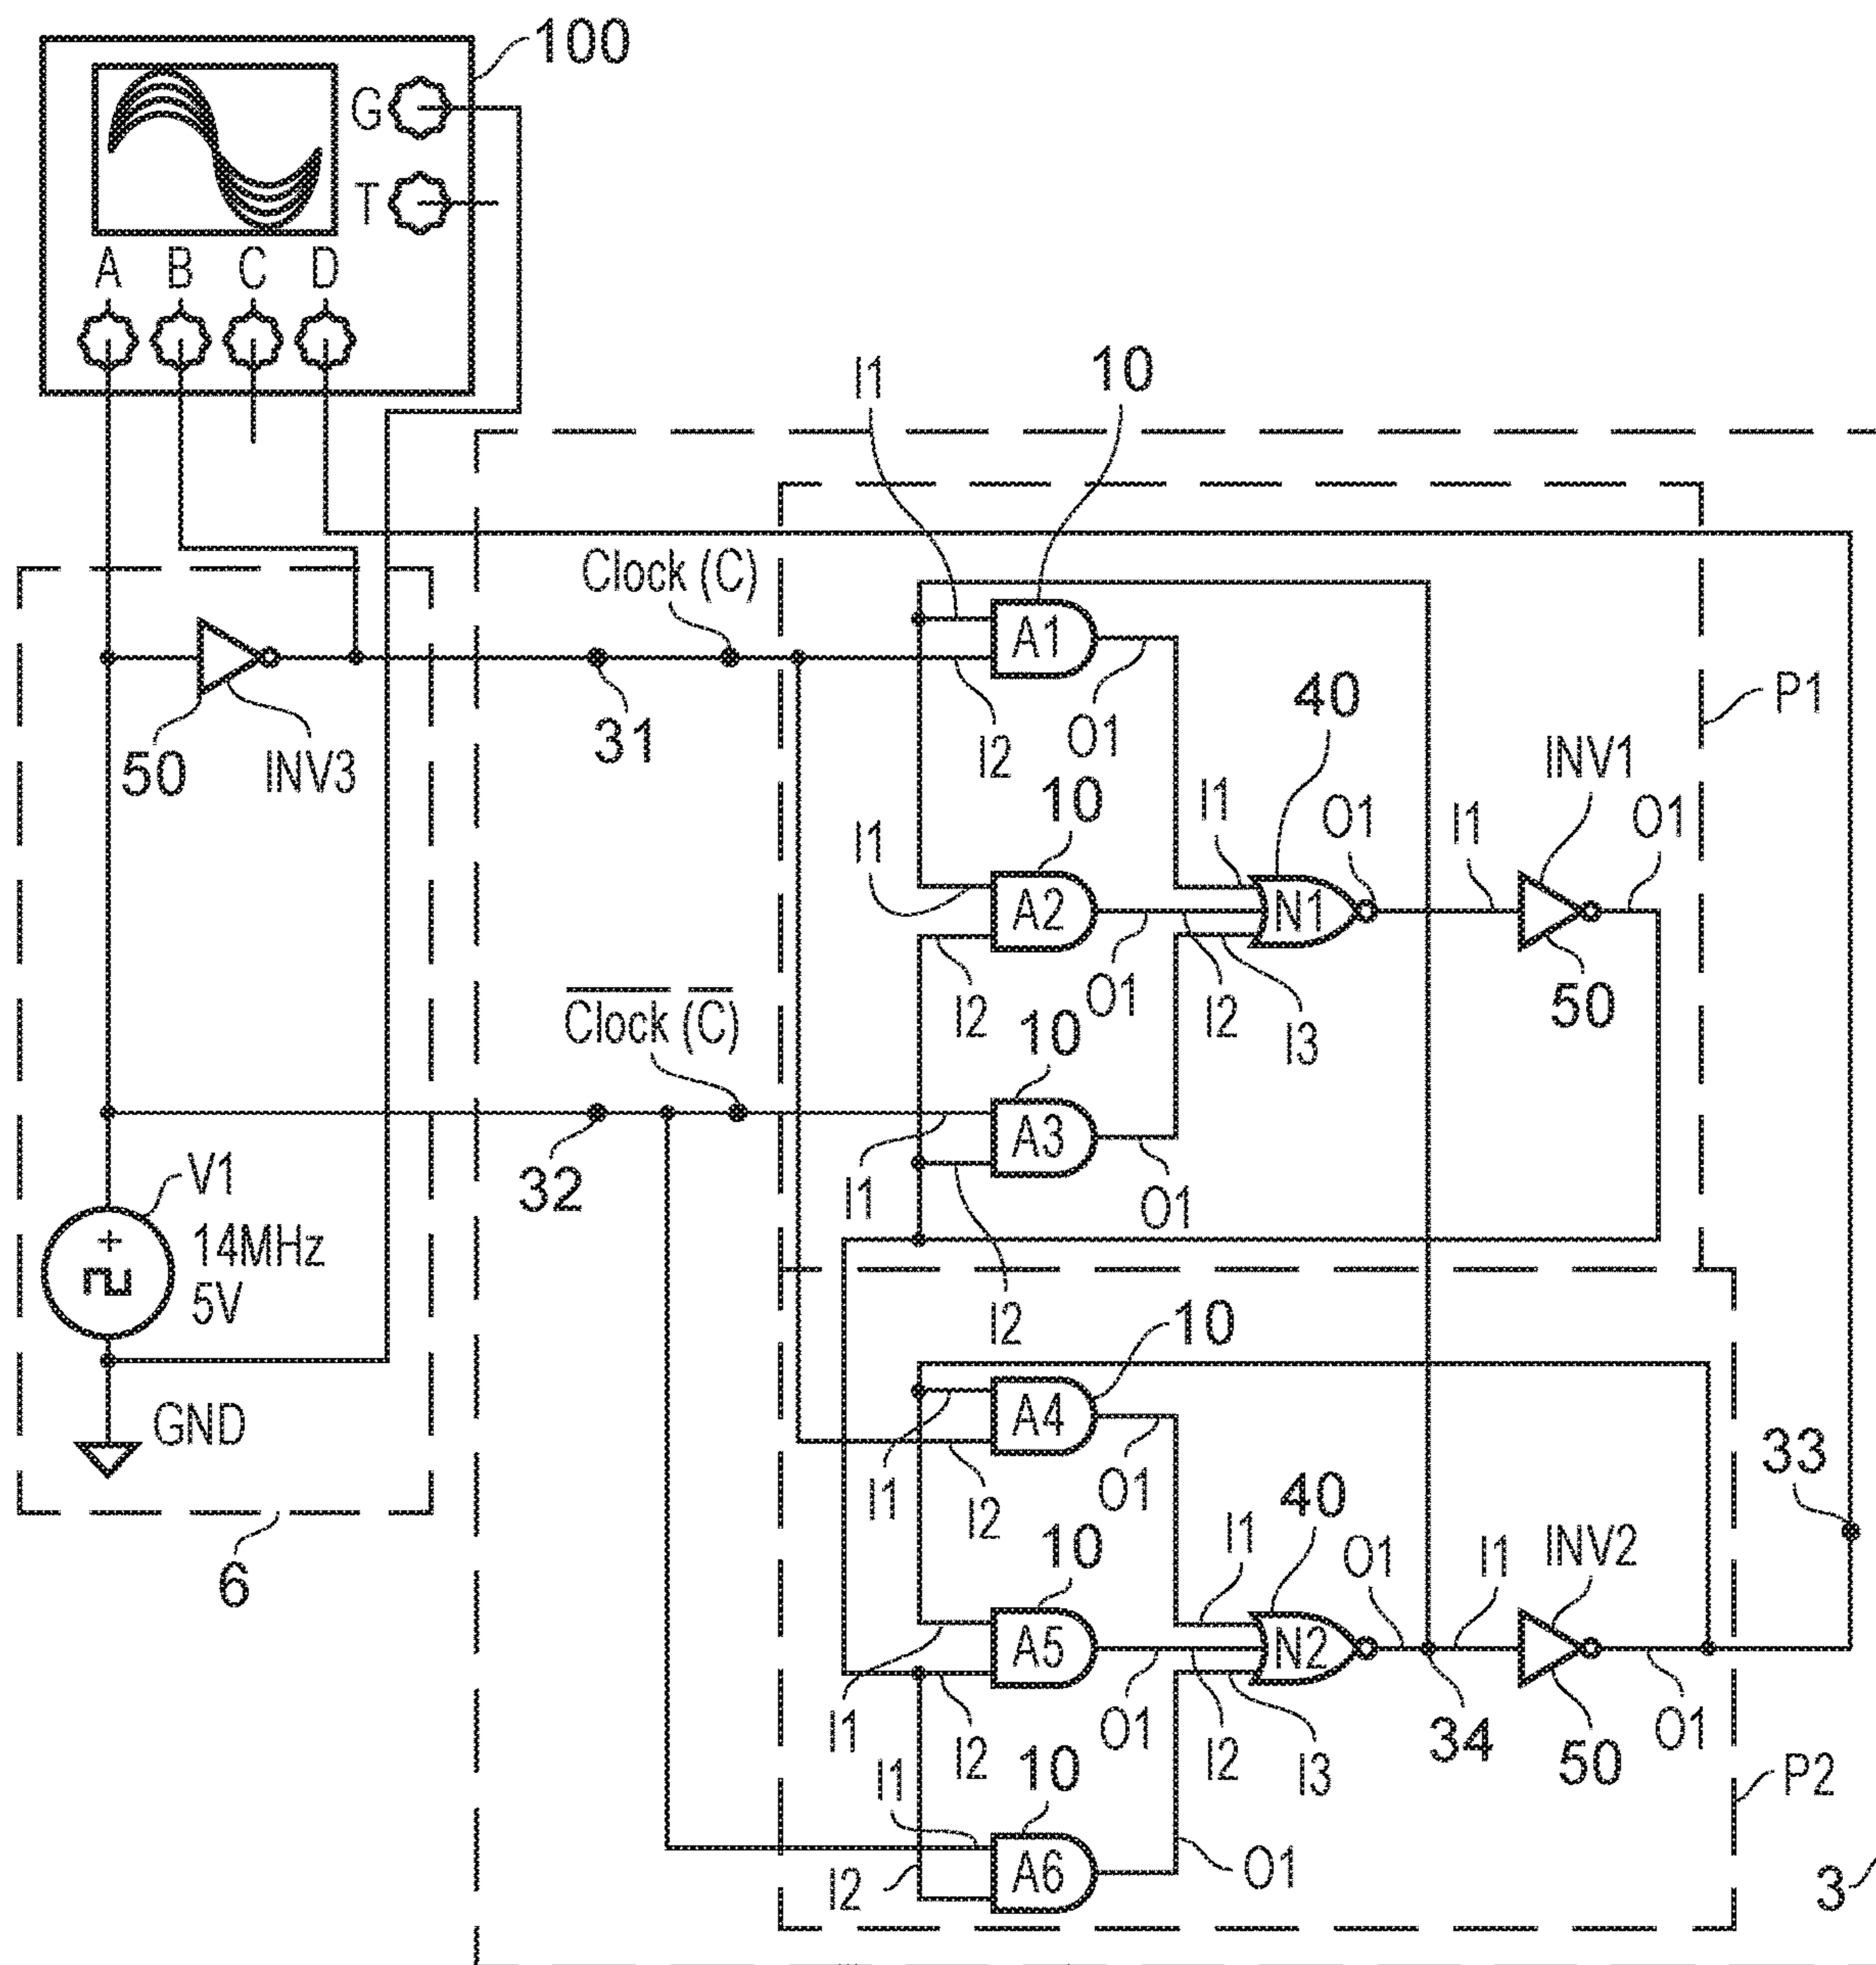 100
G
T
A B C D
I1
10
Clock (C)
A1
P1
40
31
O1
I2
50
INV3
10
INV1
I1
O1
I1
O1
I1
A2
N1
Clock (C)
I2
10
O1
I2
50
I3
A3
V1
32
I1
O1
14MHz
5V
I2
10
GND
A4
33
I1
I2
O1
40
10
I1
O1
I1
INV2
6
A5
N2
I1
I2
O1
I2
I3
34
50
O1
I1
10
P2
I2
A6
O1
3